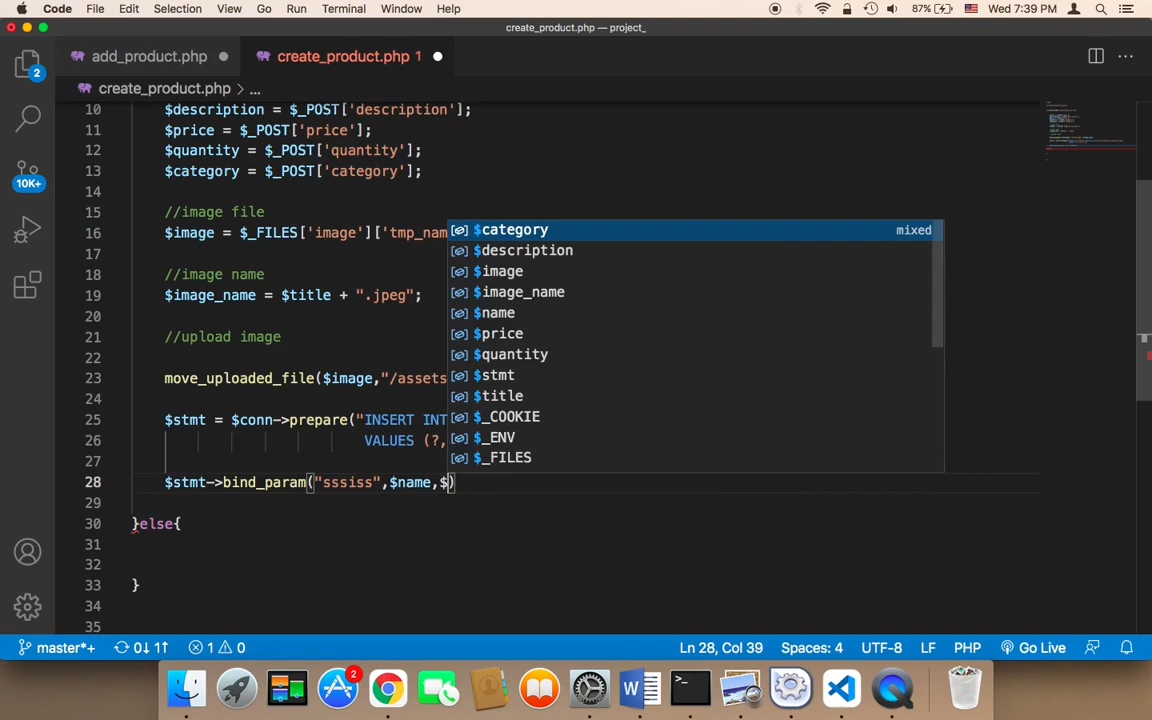 Code File Edit Selection View Go Run Terminal Window Help 87% Wed 7:39 PM
create_product.php — project_
add_product.php create_product.php 1
create_product.php > ...
10 $description = $_POST['description'];
11 $price = $_POST['price'];
12 $quantity = $_POST['quantity'];
13 $category = $_POST['category'];
14
15 //image file
16 $image = $_FILES['image']['tmp_nam
17
18 //image name
19 $image_name = $title + ".jpeg";
20
21 //upload image
22
23 move_uploaded_file($image,"/assets
24
25 $stmt = $conn->prepare("INSERT INT
26 VALUES (?,
27
28 $stmt->bind_param("sssiss",$name,$)
29
30 }else{
31
32
33 }
34
35
$category mixed
$description
$image
$image_name
$name
$price
$quantity
$stmt
$title
$_COOKIE
$_ENV
$_FILES
2
10K+
master*+ 0↓ 1↑ 1 0 Ln 28, Col 39 Spaces: 4 UTF-8 LF PHP Go Live
2